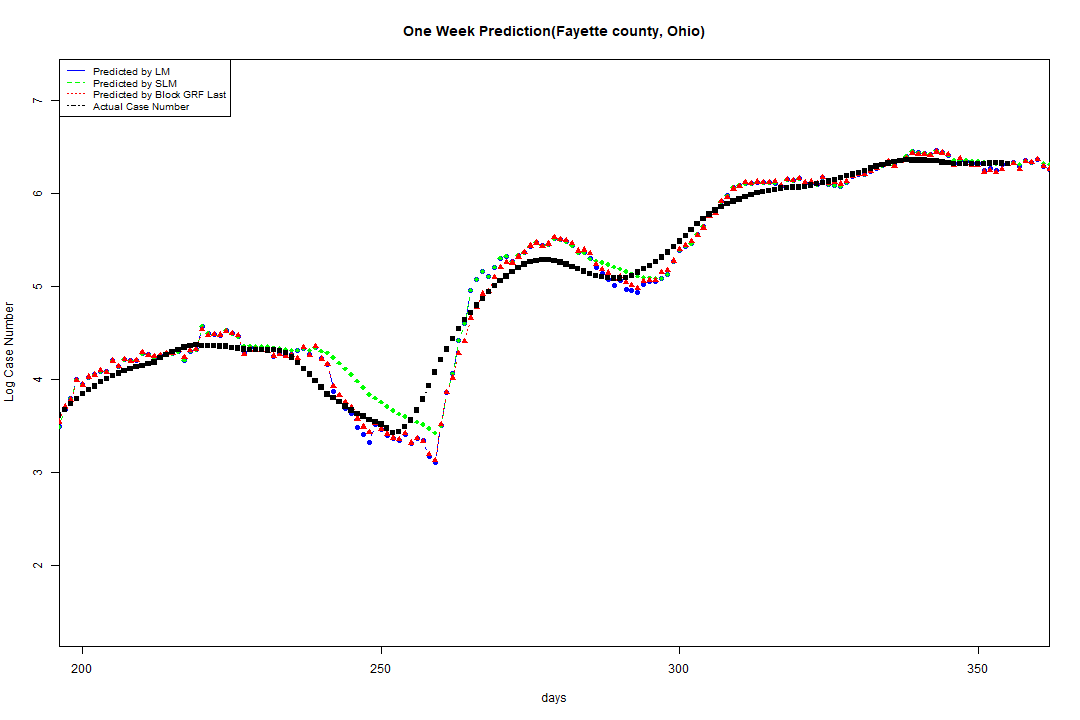 One Week Prediction(Fayette county, Ohio)
Predicted by LM
Predicted by SLM
Predicted by Block GRF Last
Actual Case Number
7
6
5
4
3
2
Log Case Number
200 250 300 350
days